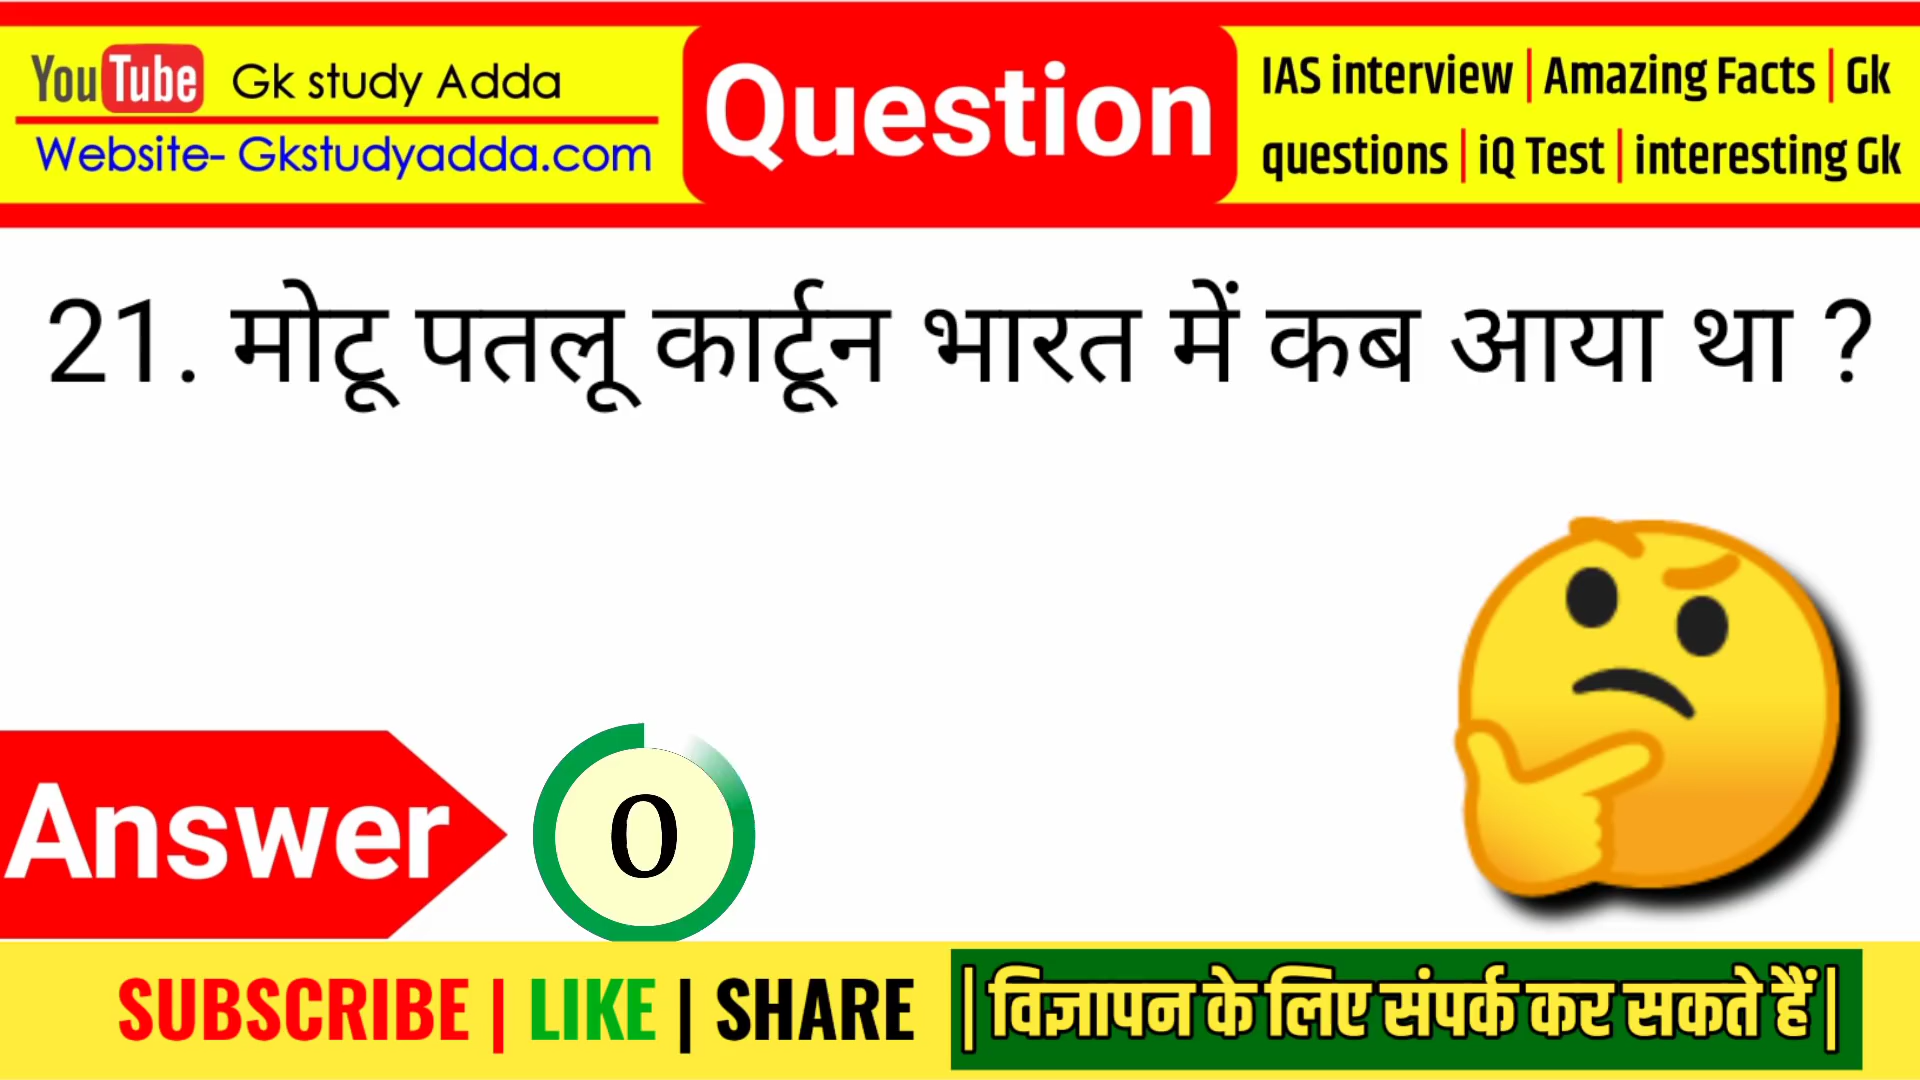 YouTube Gk study Adda
Website- Gkstudyadda.com
Question
IAS interview | Amazing Facts | Gk
questions | iQ Test | interesting Gk
21. मोटू पतलू कार्टून भारत में कब आया था ?
Answer
0
SUBSCRIBE | LIKE | SHARE
| विज्ञापन के लिए संपर्क कर सकते हैं |